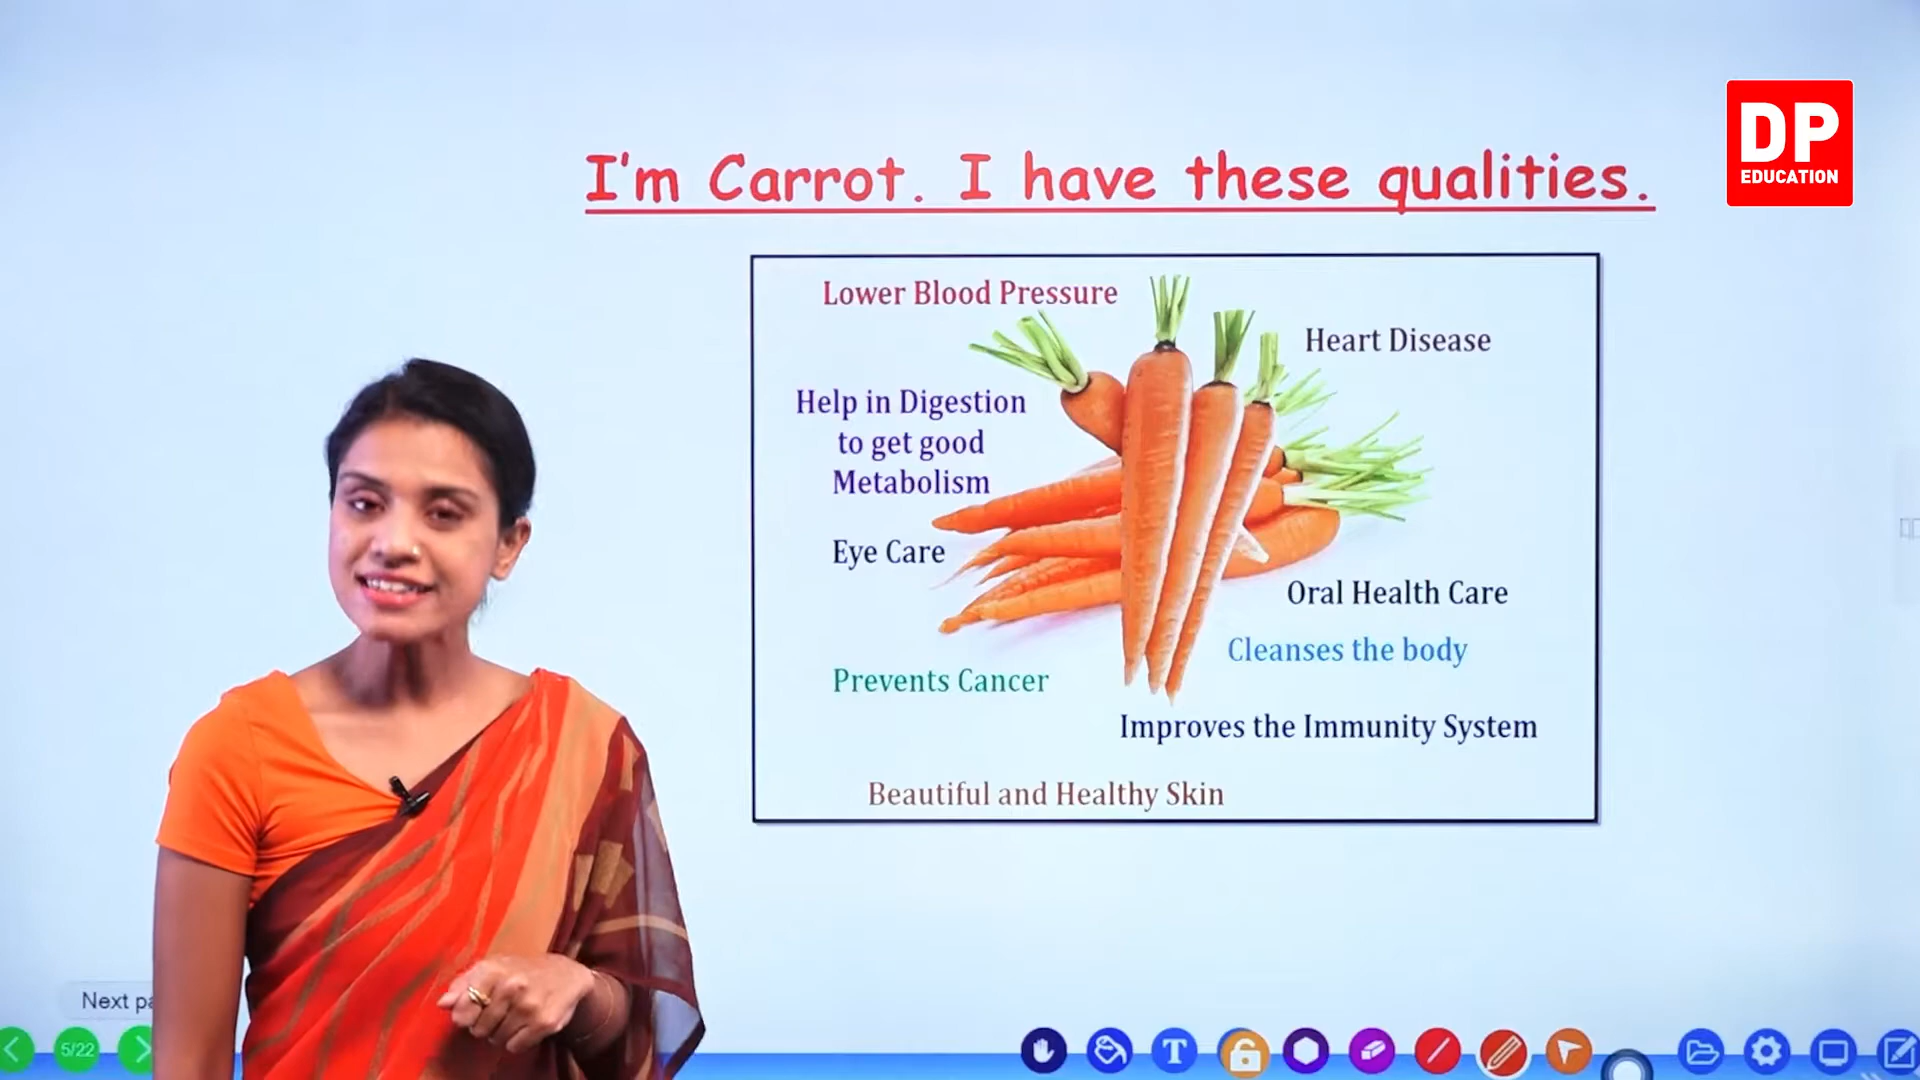 DP
EDUCATION
I'm Carrot. I have these qualities.
Lower Blood Pressure
Heart Disease
Help in Digestion
to get good
Metabolism
Eye Care
Oral Health Care
Cleanses the body
Prevents Cancer
Improves the Immunity System
Beautiful and Healthy Skin
Next
5/22
T